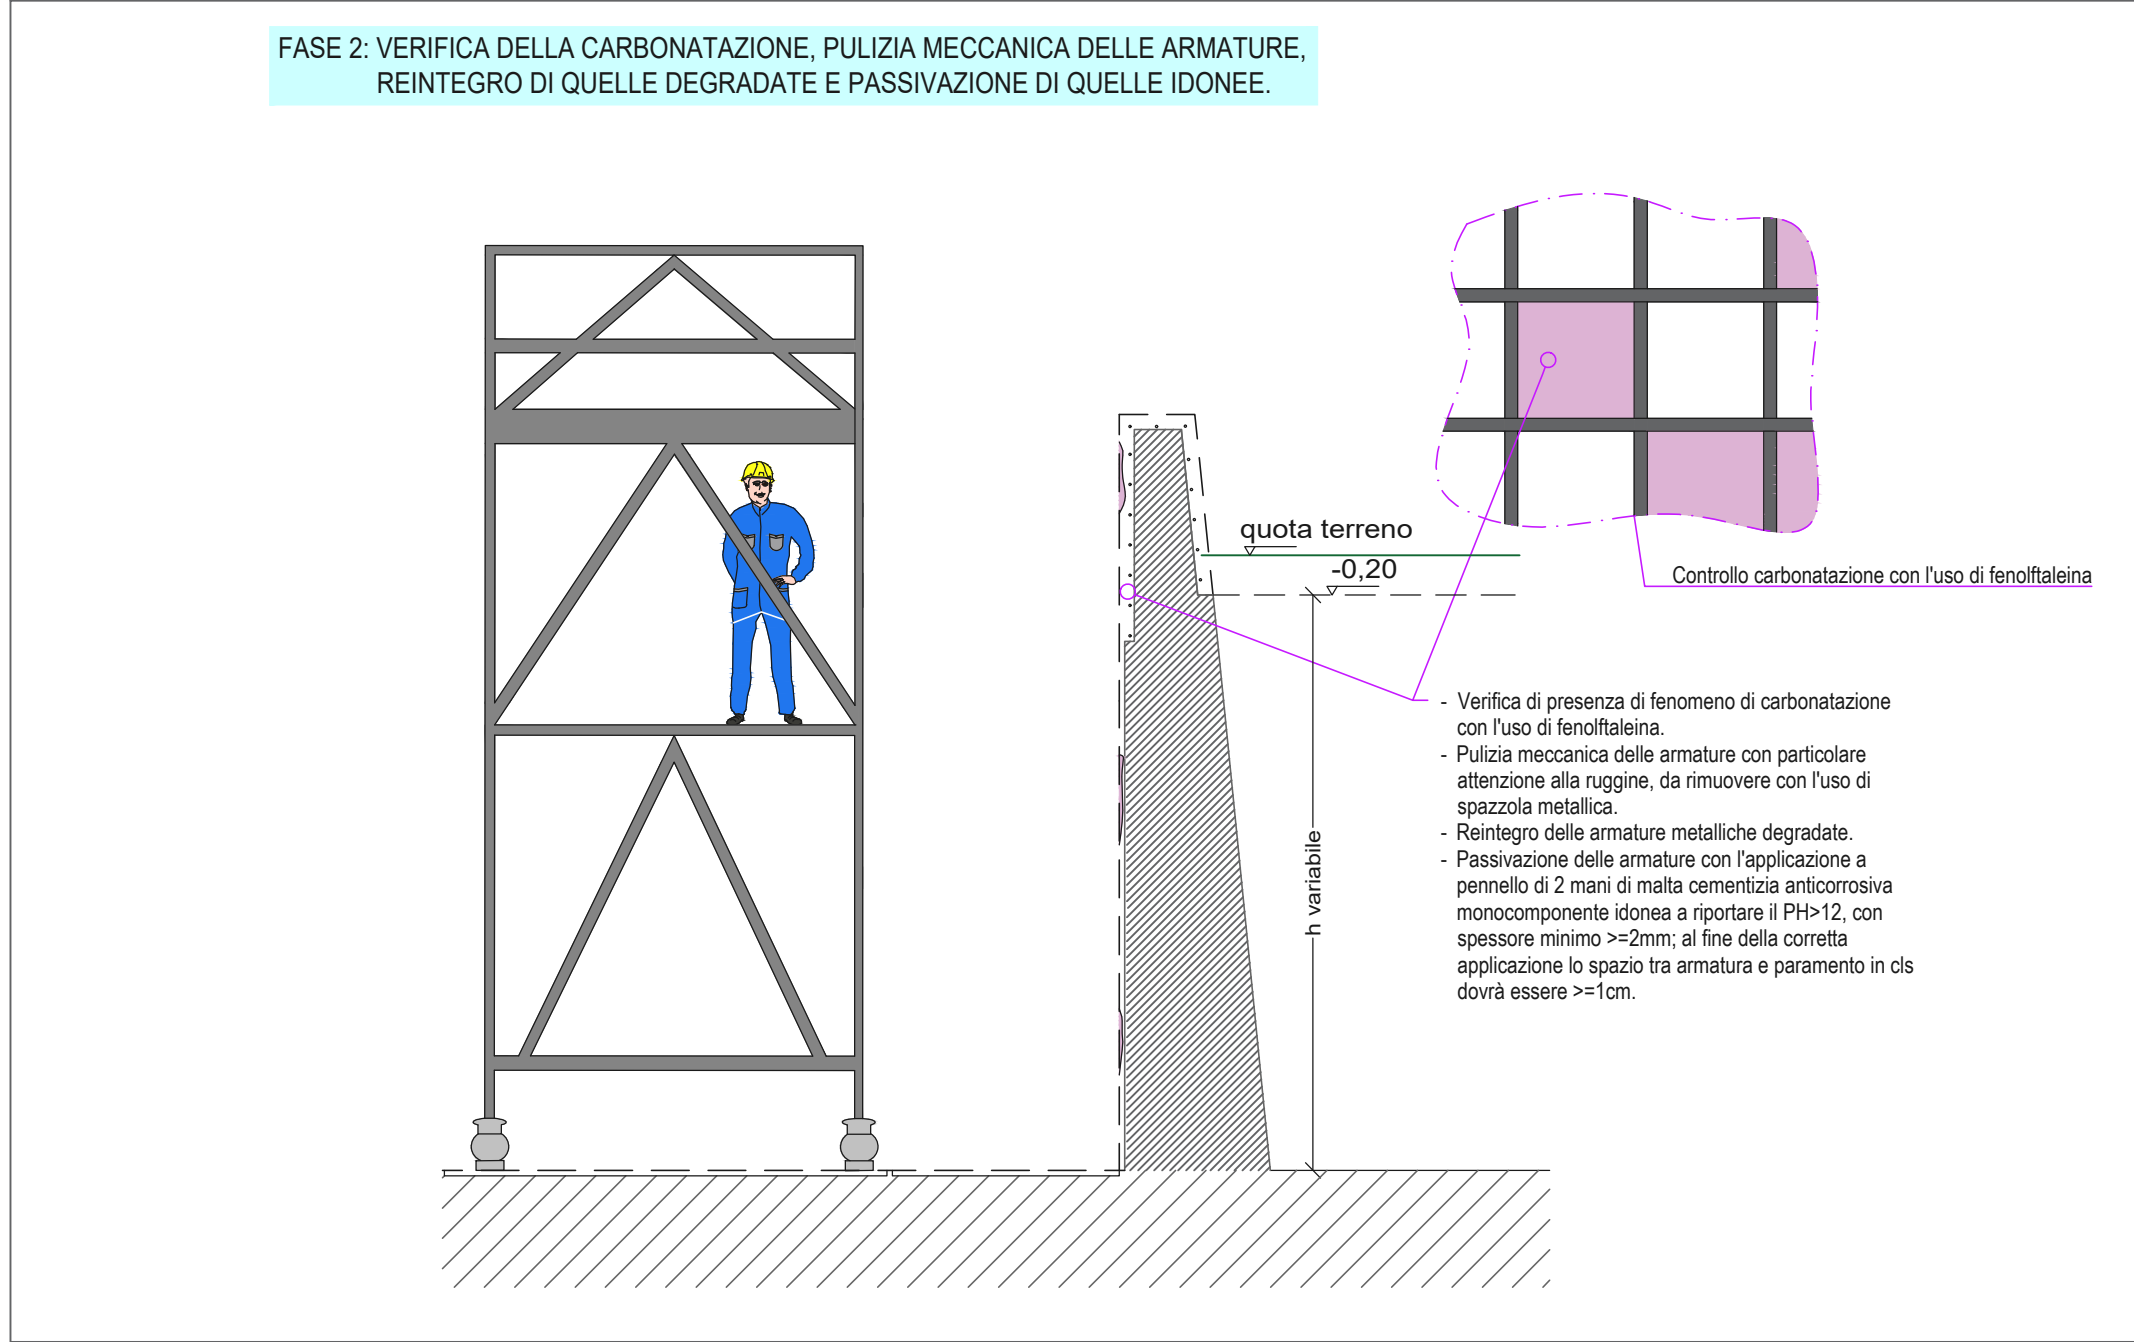 FASE 2: VERIFICA DELLA CARBONATAZIONE, PULIZIA MECCANICA DELLE ARMATURE,
REINTEGRO DI QUELLE DEGRADATE E PASSIVAZIONE DI QUELLE IDONEE.
quota terreno
-0,20
Controllo carbonatazione con l'uso di fenolftaleina
h variabile
- Verifica di presenza di fenomeno di carbonatazione
con l'uso di fenolftaleina.
- Pulizia meccanica delle armature con particolare
attenzione alla ruggine, da rimuovere con l'uso di
spazzola metallica.
- Reintegro delle armature metalliche degradate.
- Passivazione delle armature con l'applicazione a
pennello di 2 mani di malta cementizia anticorrosiva
monocomponente idonea a riportare il PH>12, con
spessore minimo >=2mm; al fine della corretta
applicazione lo spazio tra armatura e paramento in cls
dovrà essere >=1cm.